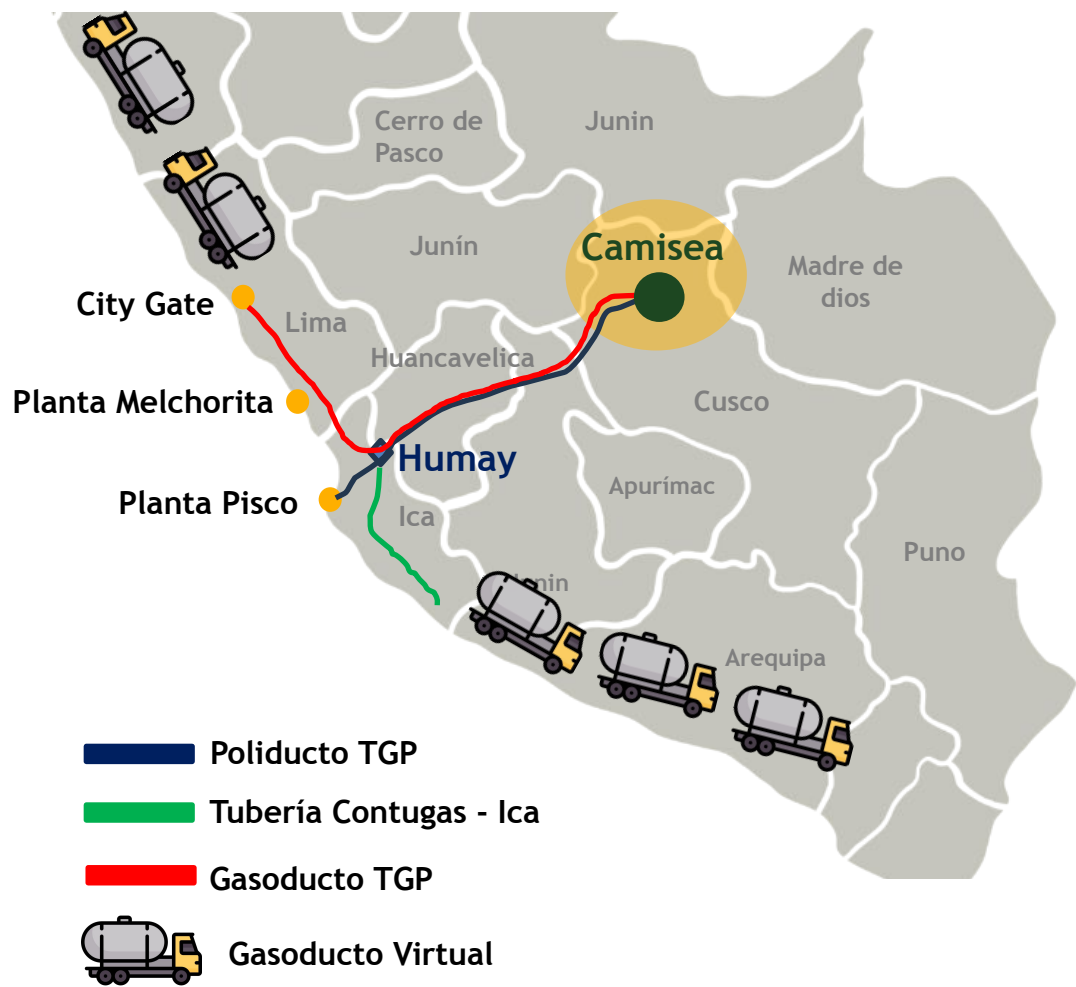 Cerro de
Pasco
Junin
Junín
Camisea
Madre de
dios
City Gate
Lima
Huancavelica
Planta Melchorita
Cusco
Humay
Planta Pisco
Apurímac
Ica
Puno
Arequipa
Poliducto TGP
Tubería Contugas - Ica
Gasoducto TGP
Gasoducto Virtual